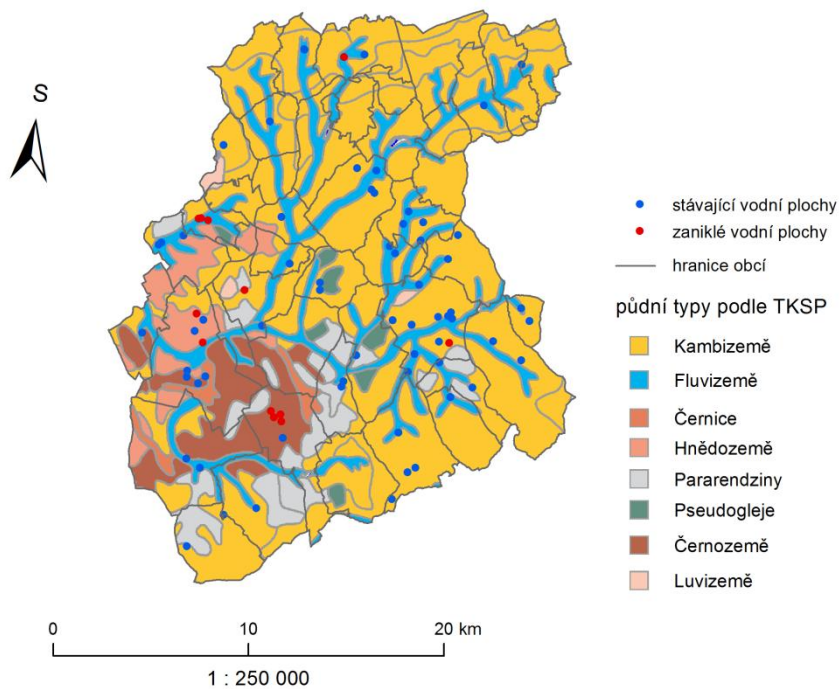 S
stávající vodní plochy
zaniklé vodní plochy
hranice obcí
půdní typy podle TKSP
Kambizemě
Fluvizemě
Černice
Hnědozemě
Pararendziny
Pseudogleje
Černozemě
Luvizemě
0 10 20 km
1 : 250 000